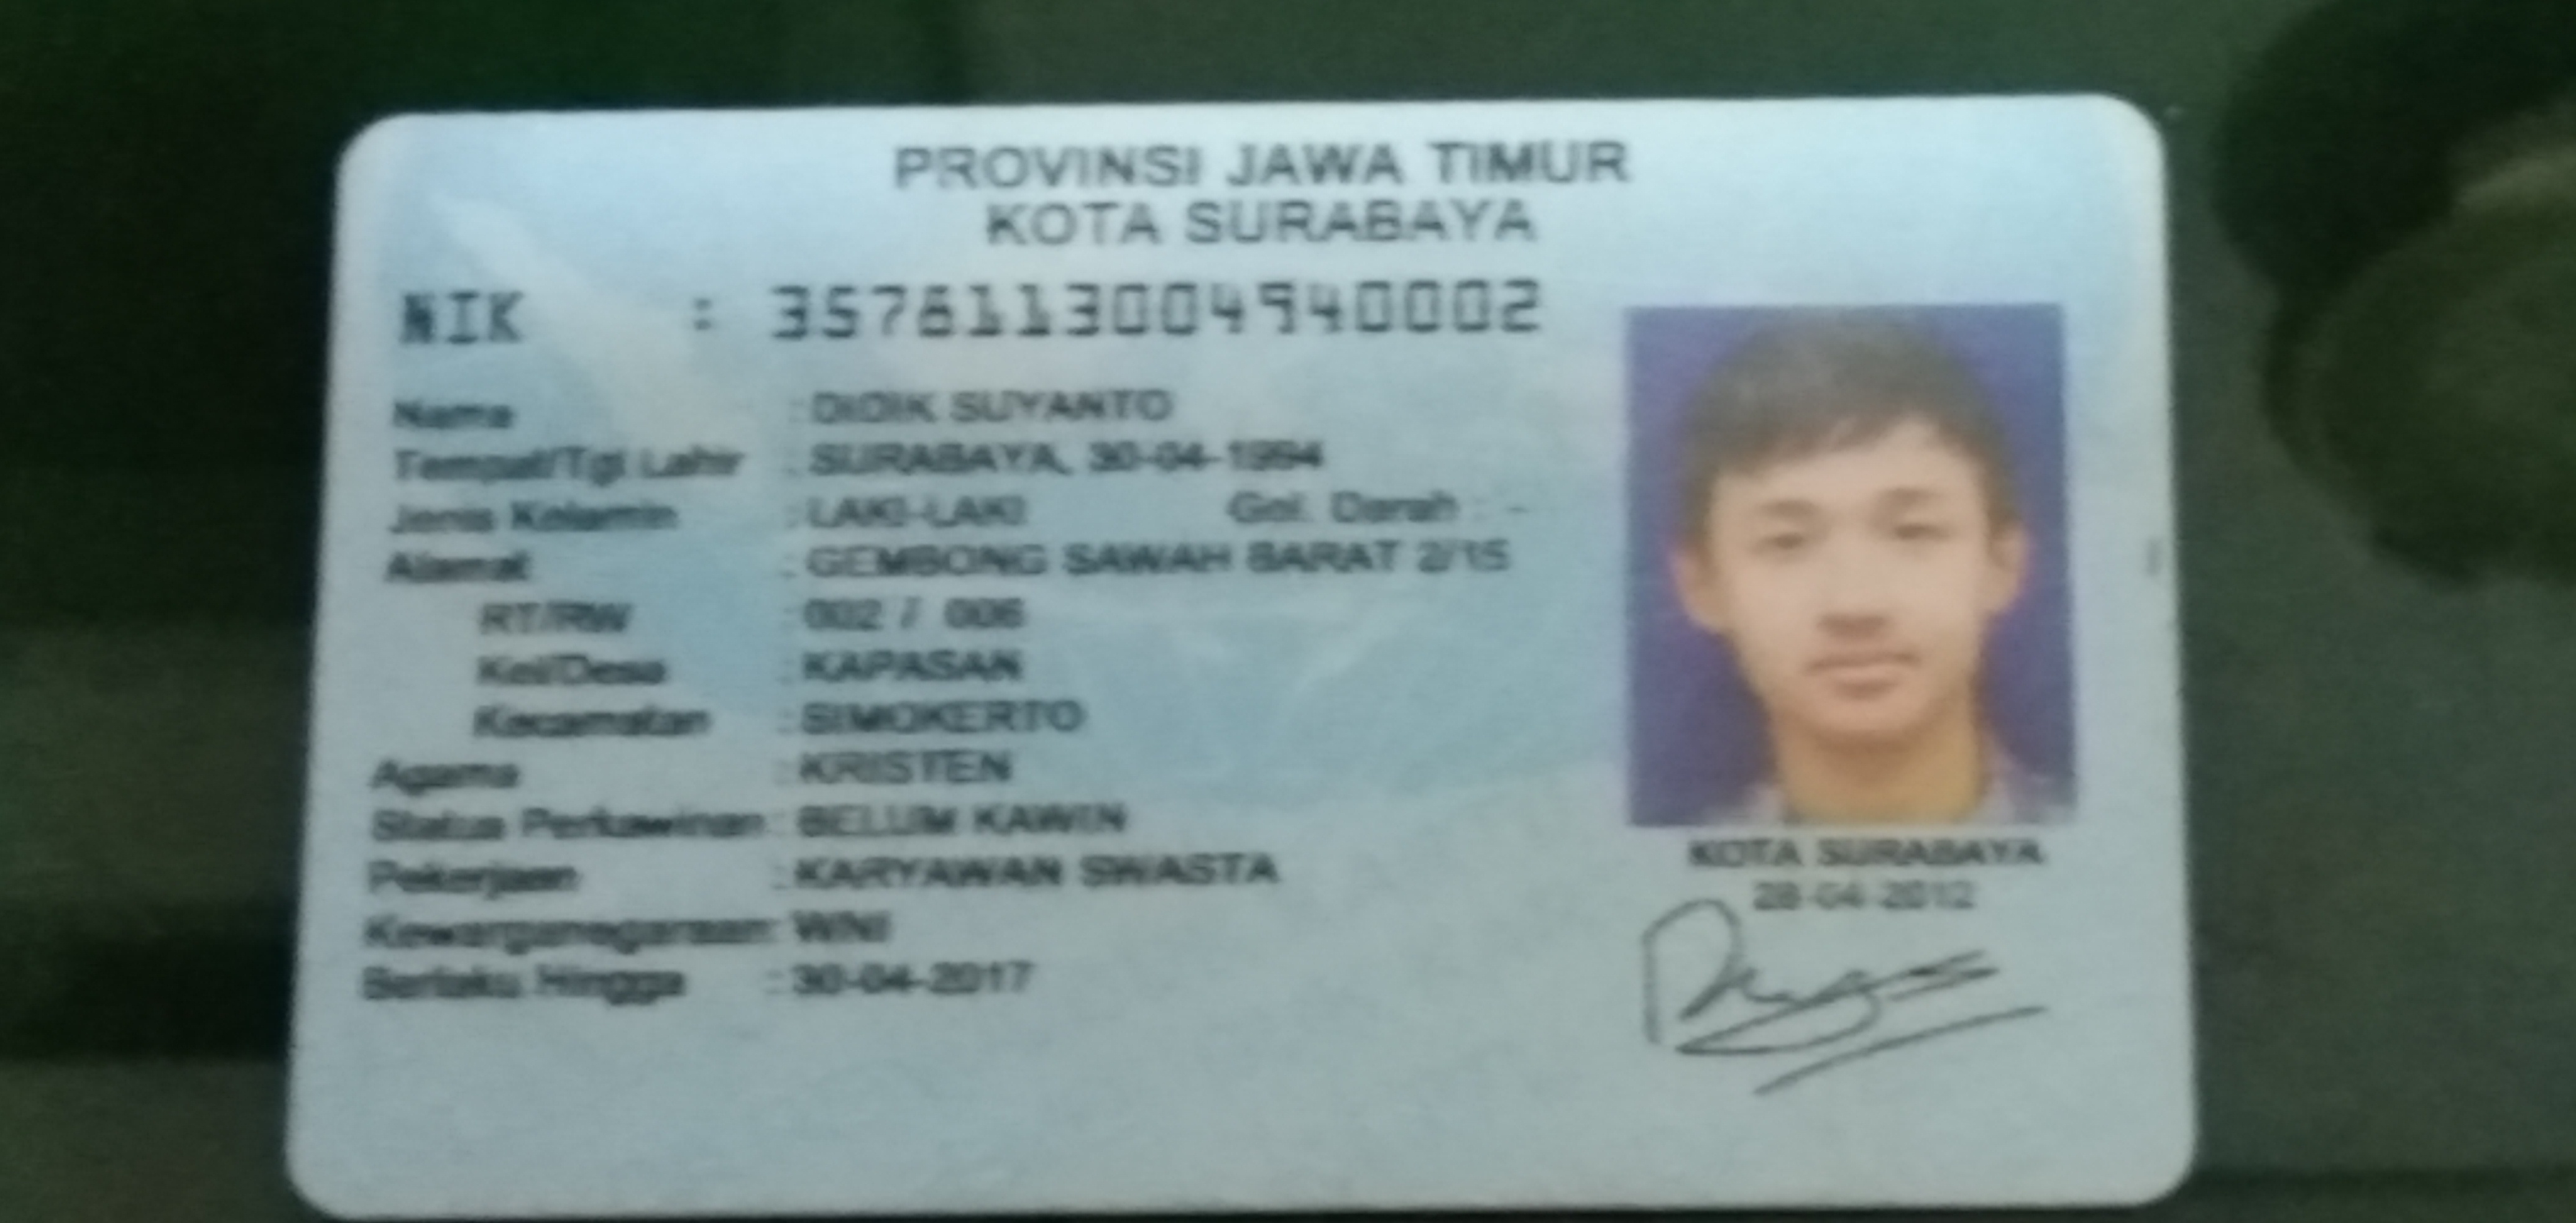 PROVINSI JAWA TIMUR
KOTA SURABAYA
NIK : 3578113004940002
Nama : DIDIK SUYANTO
Tempat/Tgl Lahir : SURABAYA, 30-04-1994
Jenis Kelamin : LAKI-LAKI Gol. Darah : -
Alamat : GEMBONG SAWAH BARAT 2/15
RT/RW : 002 / 006
Kel/Desa : KAPASAN
Kecamatan : SIMOKERTO
Agama : KRISTEN
Status Perkawinan : BELUM KAWIN
Pekerjaan : KARYAWAN SWASTA
Kewarganegaraan : WNI
Berlaku Hingga : 30-04-2017
KOTA SURABAYA
28-04-2012